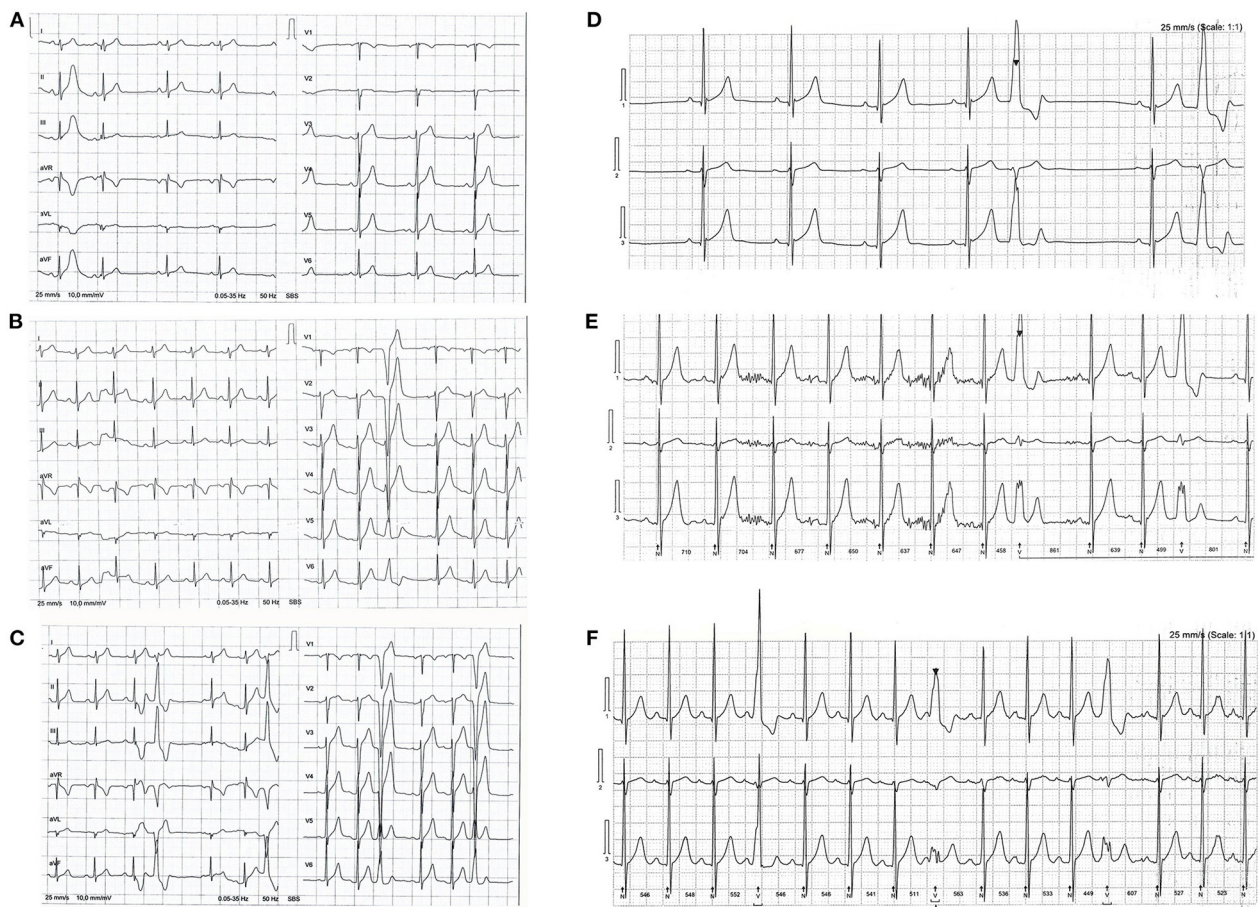 A
I
II
III
aVR
aVL
aVF
V1
V2
V3
V4
V5
V6
25 mm/s 10,0 mm/mV 0.05-35 Hz 50 Hz SBS
B
I
II
III
aVR
aVL
aVF
V1
V2
V3
V4
V5
V6
25 mm/s 10,0 mm/mV 0.05-35 Hz 50 Hz SBS
C
I
II
III
aVR
aVL
aVF
V1
V2
V3
V4
V5
V6
25 mm/s 10,0 mm/mV 0.05-35 Hz 50 Hz SBS
D
25 mm/s (Scale: 1:1)
1
2
3
E
1
2
3
N 710 N 704 N 677 N 650 N 637 N 647 N 458 V 861 N 639 N 499 V 801 N
F
25 mm/s (Scale: 1:1)
1
2
3
N 546 N 548 N 552 V 546 N 546 N 541 N 511 V 563 N 536 N 533 N 449 V 607 N 527 N 523 N